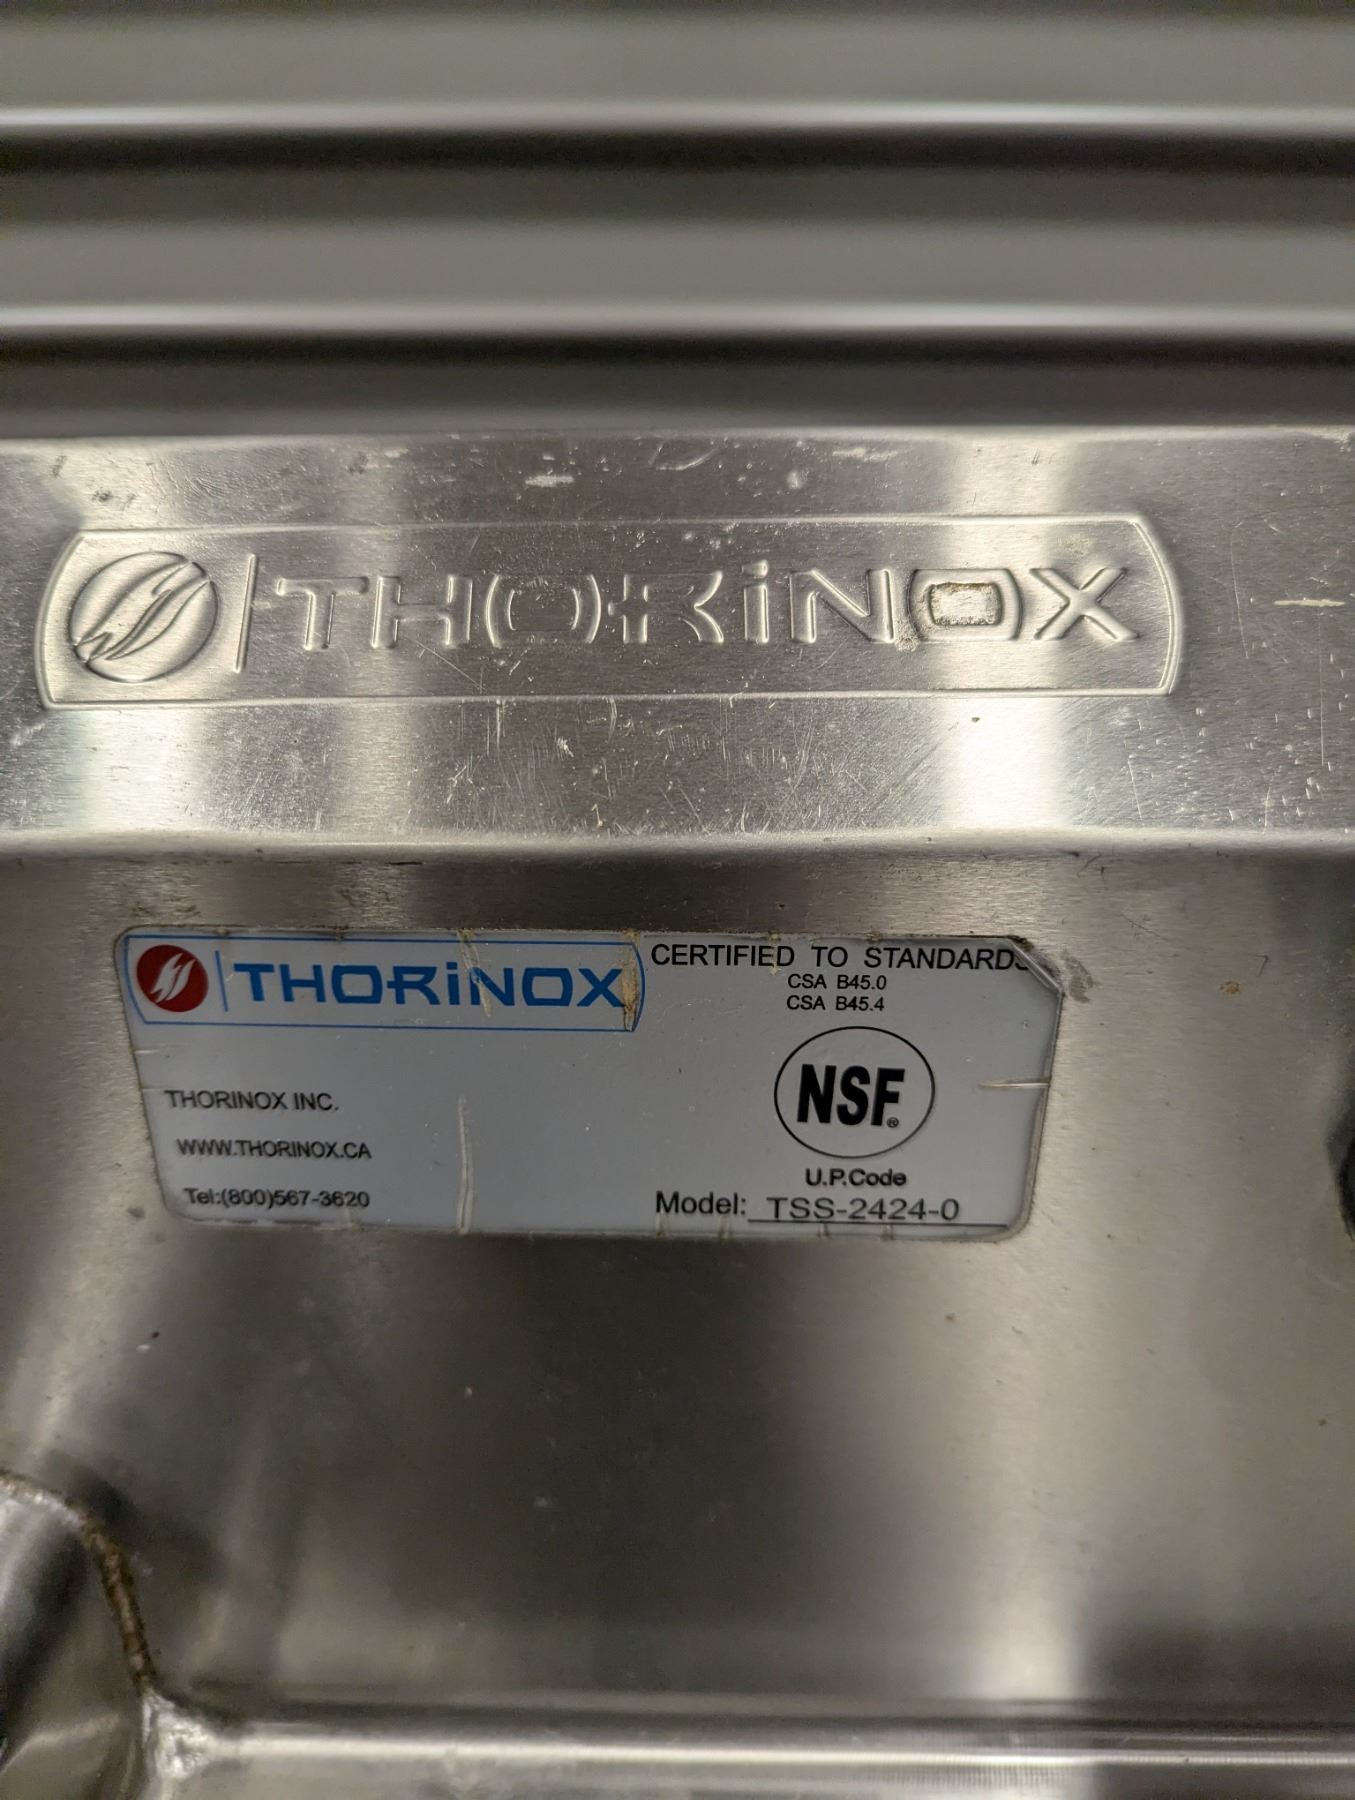 THORiNOX
THORiNOX
CERTIFIED TO STANDARDS
CSA B45.0
CSA B45.4
NSF®
THORINOX INC.
WWW.THORINOX.CA
Tel:(800)567-3620
U.P.Code
Model: TSS-2424-0